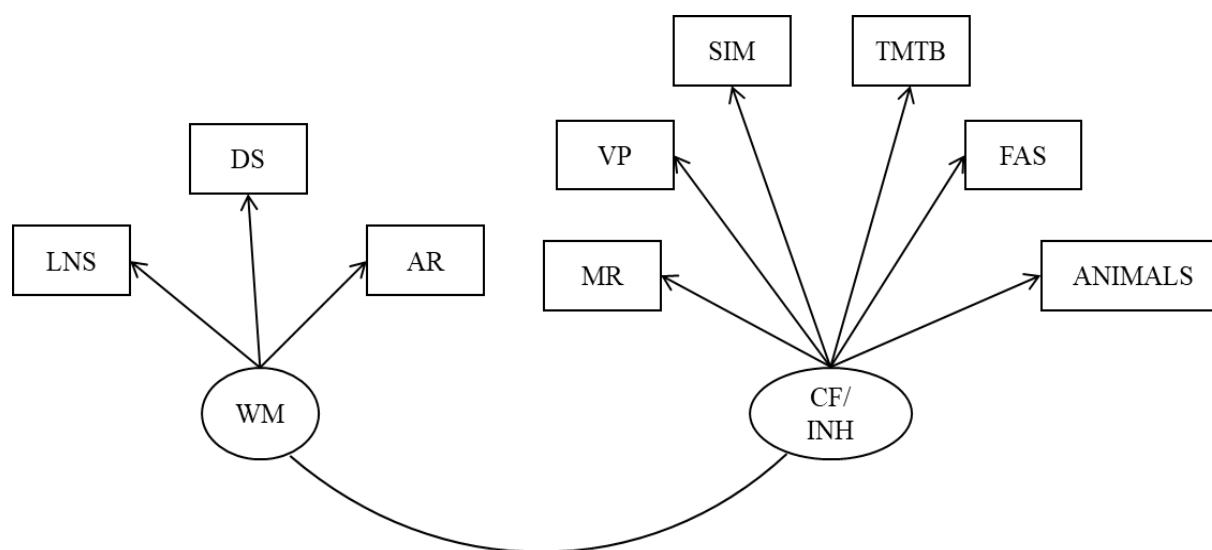 SIM
TMTB
DS
VP
FAS
LNS
AR
MR
ANIMALS
WM
CF/
INH